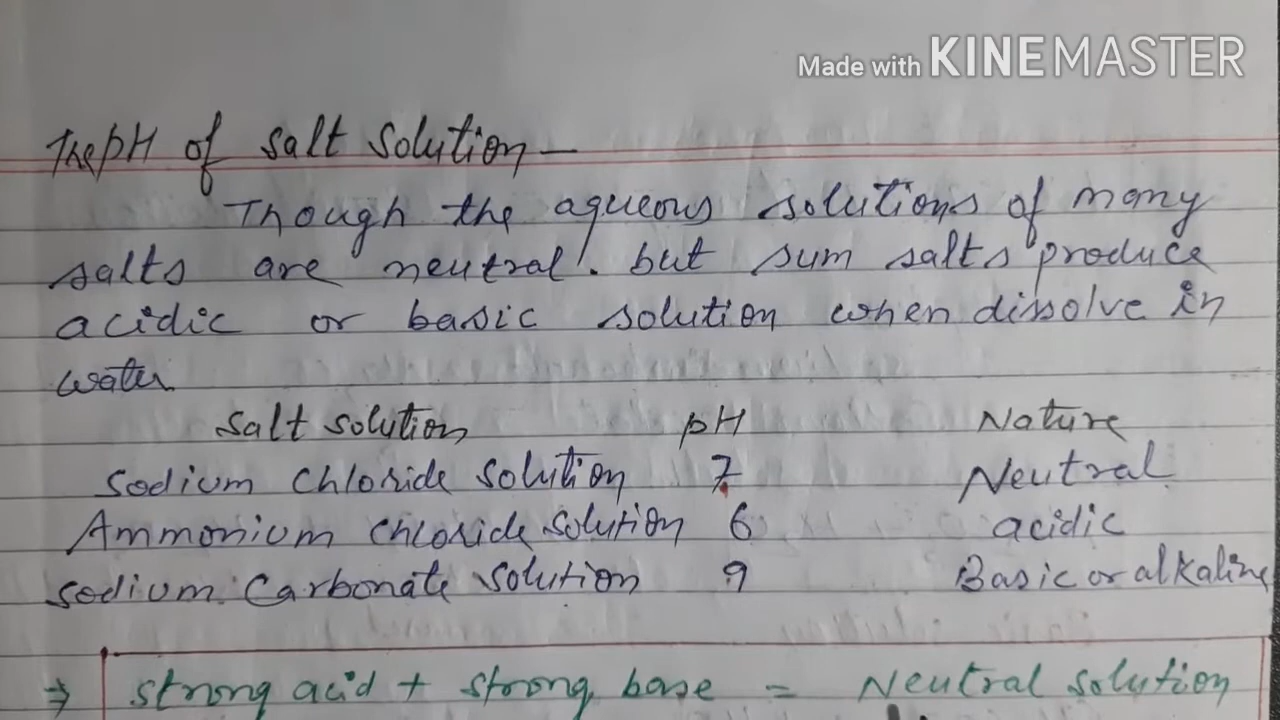 Made with KINEMASTER
The pH of salt solution —
Though the aqueous solutions of many
salts are neutral. but sum salts produce
acidic or basic solution when dissolve in
water
Salt solution pH Nature
Sodium chloride solution 7 Neutral
Ammonium chloride solution 6 acidic
Sodium Carbonate solution 9 Basic or alkaline
⇒ strong acid + strong base = Neutral solution